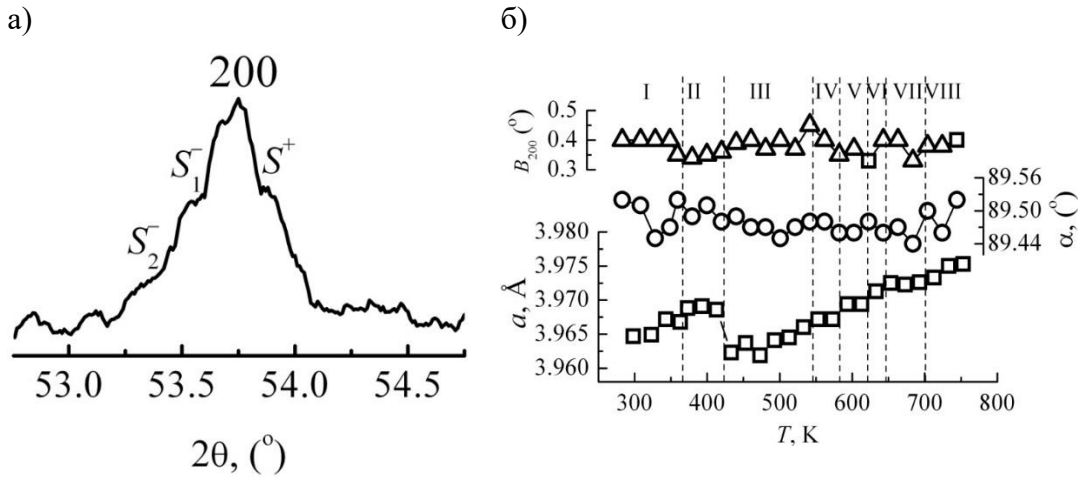 а)
200
S₁⁻
S⁺
S₂⁻
53.0 53.5 54.0 54.5
2θ, (°)
б)
I II III IV V VI VII VIII
0.5
0.4
0.3
B₂₀₀ (°)
89.56
89.50
89.44
α, (°)
3.980
3.975
3.970
3.965
3.960
a, Å
300 400 500 600 700 800
T, K